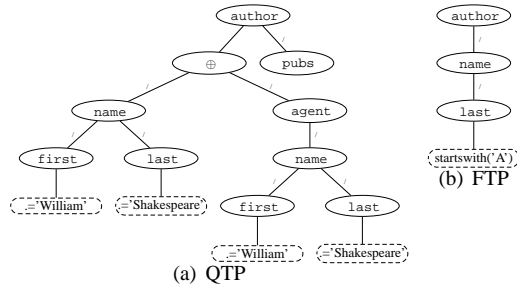 author
author
/
/
/
⊕
pubs
name
/
/
/
name
agent
last
/
/
/
first
last
name
startswith('A')
.='William'
.='Shakespeare'
/
/
(b) FTP
first
last
.='William'
.='Shakespeare'
(a) QTP